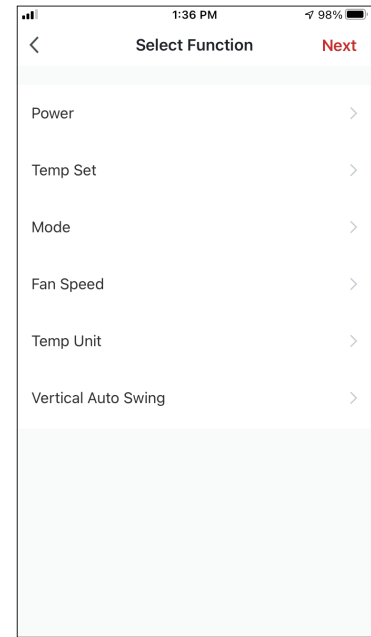 1:36 PM 98%
Select Function Next
Power
Temp Set
Mode
Fan Speed
Temp Unit
Vertical Auto Swing